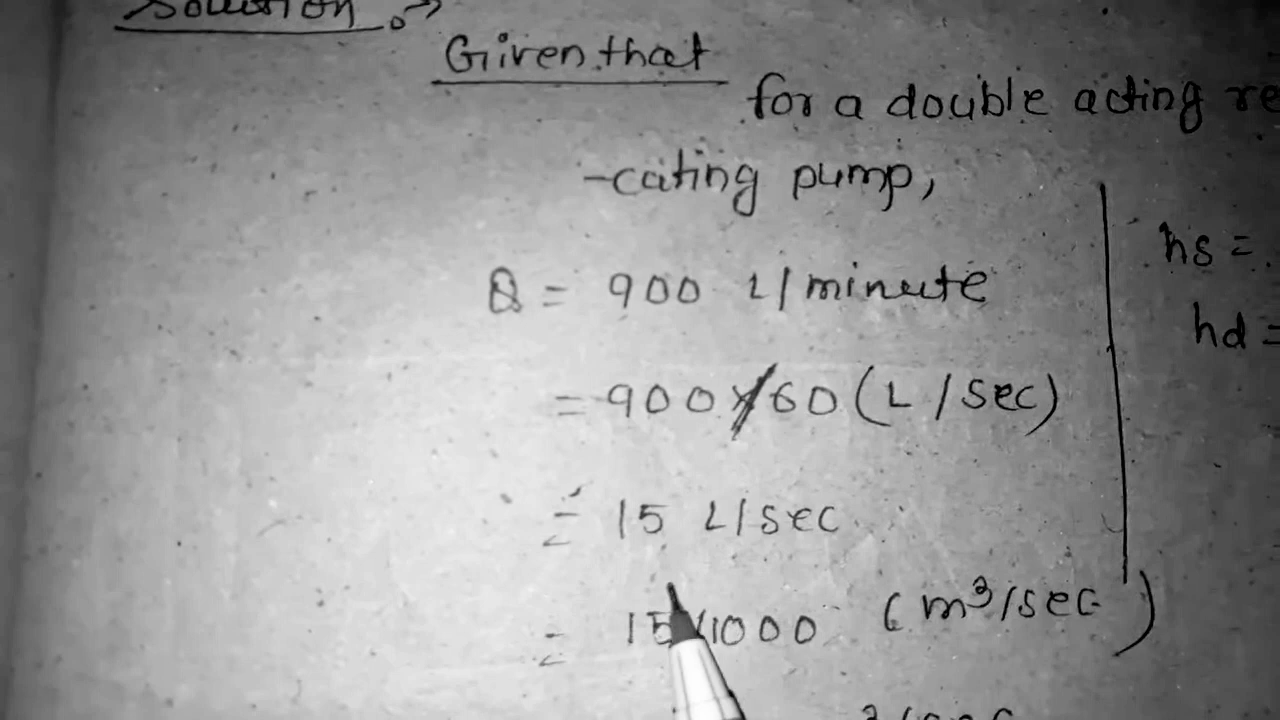 Solution :→
Given that
for a double acting re
-cating pump,
Q = 900 L/minute
= 900/60 (L/sec)
= 15 L/sec
= 15/1000 (m³/sec)
hs =
hd =